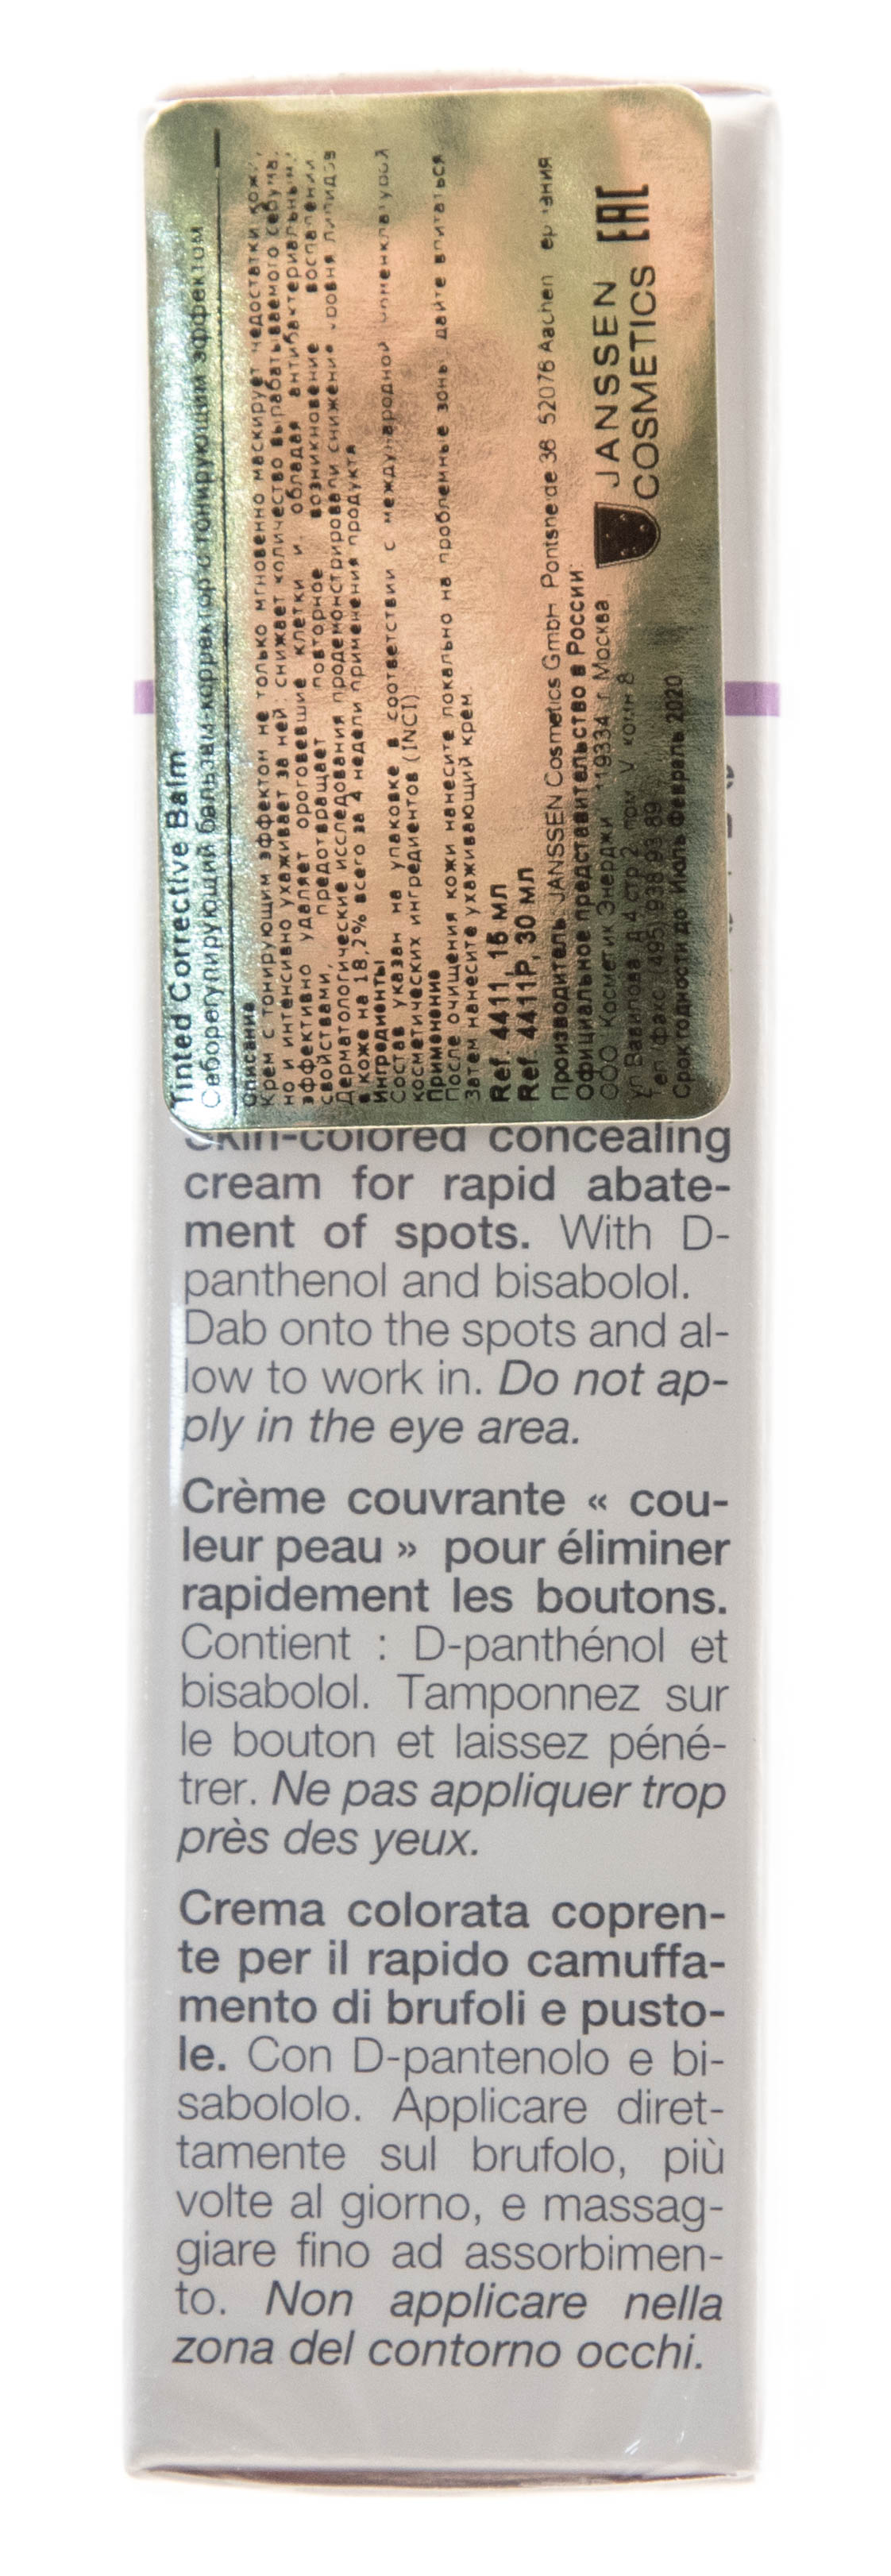 Tinted Corrective Balm
Себорегулирующий бальзам-корректор с тонирующим эффектом
Описание
Крем с тонирующим эффектом не только мгновенно маскирует недостатки кожи,
но и интенсивно ухаживает за ней: снижает количество вырабатываемого себума,
эффективно удаляет ороговевшие клетки и, обладая антибактериальными
свойствами, предотвращает повторное возникновение воспалений.
Дерматологические исследования продемонстрировали снижение уровня липидов
в коже на 18,2% всего за 4 недели применения продукта
Ингредиенты
Состав указан на упаковке в соответствии с международной номенклатурой
косметических ингредиентов (INCI)
Применение
После очищения кожи нанесите локально на проблемные зоны, дайте впитаться.
Затем нанесите ухаживающий крем.
Ref. 4411, 15 мл
Ref. 4411P, 30 мл
Производитель: JANSSEN Cosmetics GmbH 38 52076 Aachen
Официальное представительство в России
ООО Косметик Энерджи 119334, г Москва
ул Вавилова д 4 стр 2 пом V комн 8
Тел/факс (495) 938 93 89
Срок годности до Июль Февраль 2020
JANSSEN
COSMETICS
EAC
Skin-colored concealing
cream for rapid abate-
ment of spots. With D-
panthenol and bisabolol.
Dab onto the spots and al-
low to work in. Do not ap-
ply in the eye area.
Crème couvrante « cou-
leur peau » pour éliminer
rapidement les boutons.
Contient : D-panthénol et
bisabolol. Tamponnez sur
le bouton et laissez péné-
trer. Ne pas appliquer trop
près des yeux.
Crema colorata copren-
te per il rapido camuffa-
mento di brufoli e pusto-
le. Con D-pantenolo e bi-
sabololo. Applicare diret-
tamente sul brufolo, più
volte al giorno, e massag-
giare fino ad assorbimen-
to. Non applicare nella
zona del contorno occhi.